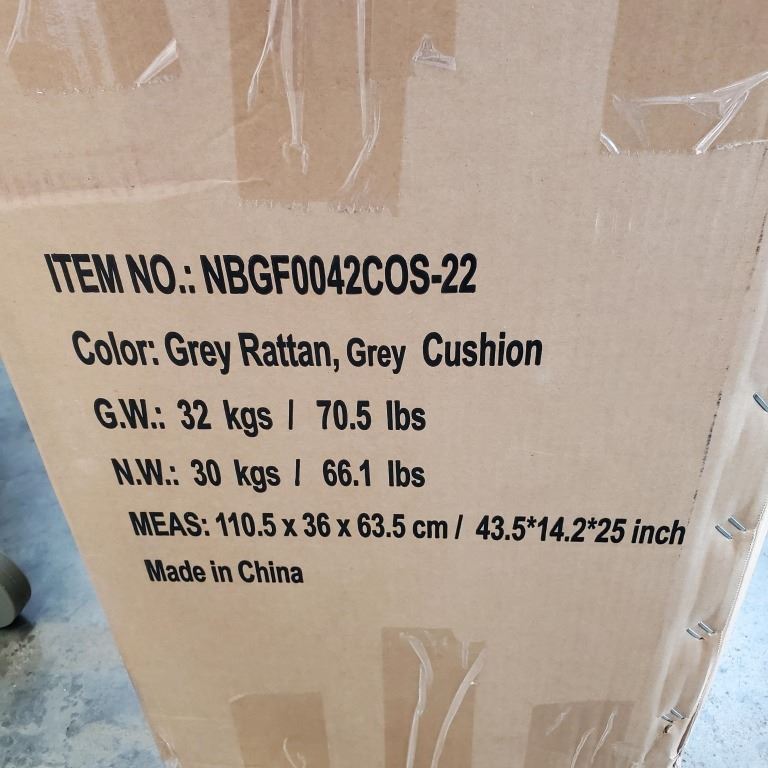 ITEM NO.: NBGF0042COS-22
Color: Grey Rattan, Grey Cushion
G.W.: 32 kgs / 70.5 lbs
N.W.: 30 kgs / 66.1 lbs
MEAS: 110.5 x 36 x 63.5 cm / 43.5*14.2*25 inch
Made in China